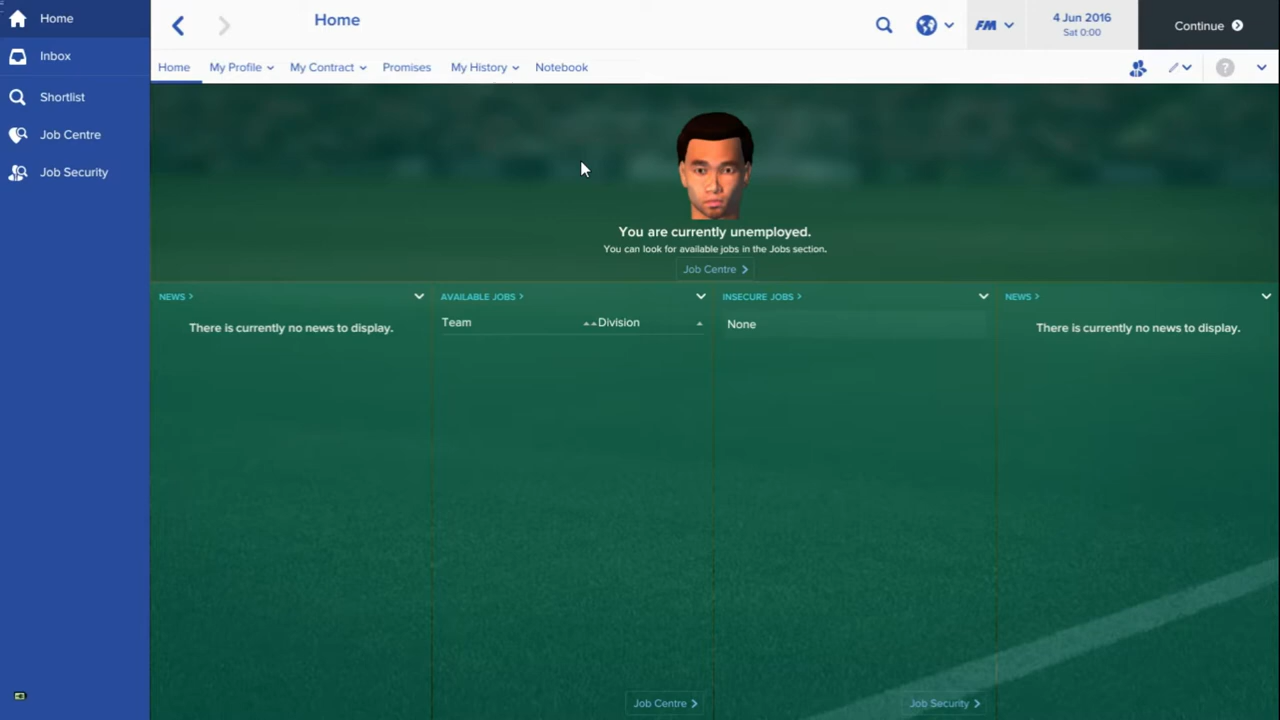 Home
Inbox
Shortlist
Job Centre
Job Security
Home
FM
4 Jun 2016
Sat 0:00
Continue
Home My Profile My Contract Promises My History Notebook
?
You are currently unemployed.
You can look for available jobs in the Jobs section.
Job Centre >
NEWS >
There is currently no news to display.
AVAILABLE JOBS >
Team Division
Job Centre >
INSECURE JOBS >
None
Job Security >
NEWS >
There is currently no news to display.